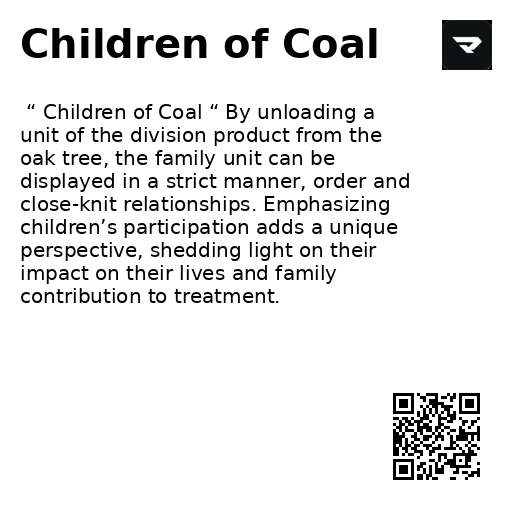 Children of Coal
“ Children of Coal “ By unloading a
unit of the division product from the
oak tree, the family unit can be
displayed in a strict manner, order and
close-knit relationships. Emphasizing
children’s participation adds a unique
perspective, shedding light on their
impact on their lives and family
contribution to treatment.